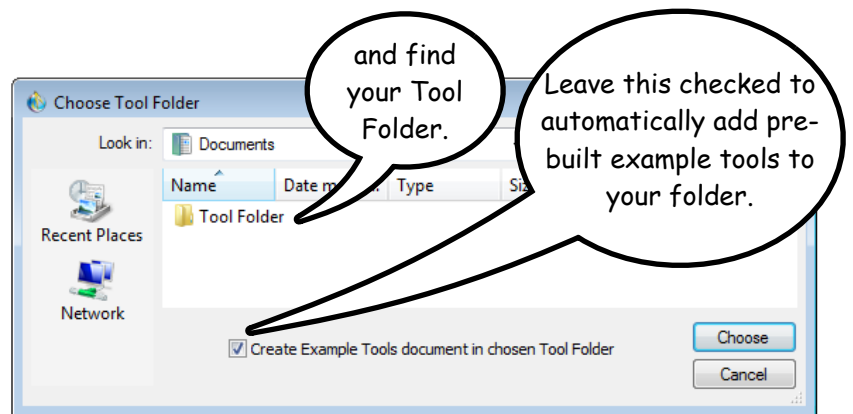 and find
your Tool
Folder.
Leave this checked to
automatically add pre-
built example tools to
your folder.
Choose Tool Folder
Look in: Documents
Name Date m... Type Siz
Tool Folder
Recent Places
Network
Create Example Tools document in chosen Tool Folder
Choose
Cancel